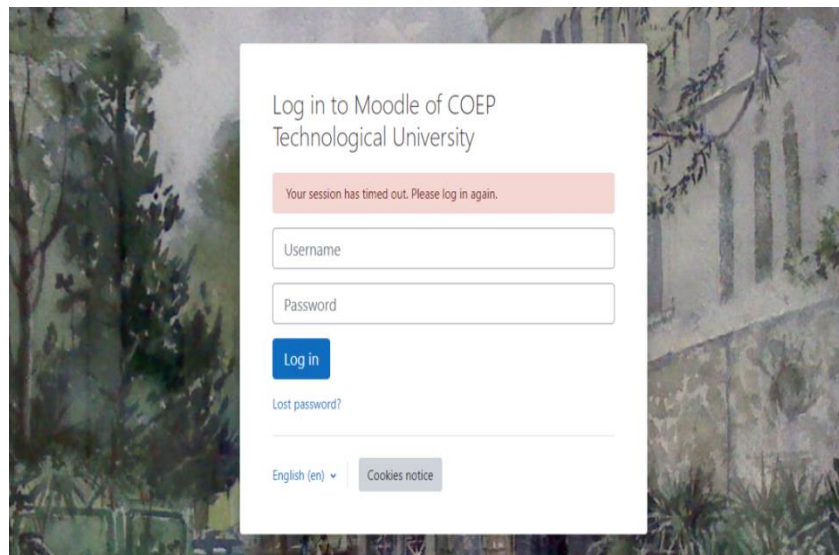 Log in to Moodle of COEP
Technological University
Your session has timed out. Please log in again.
Username
Password
Log in
Lost password?
English (en)
Cookies notice